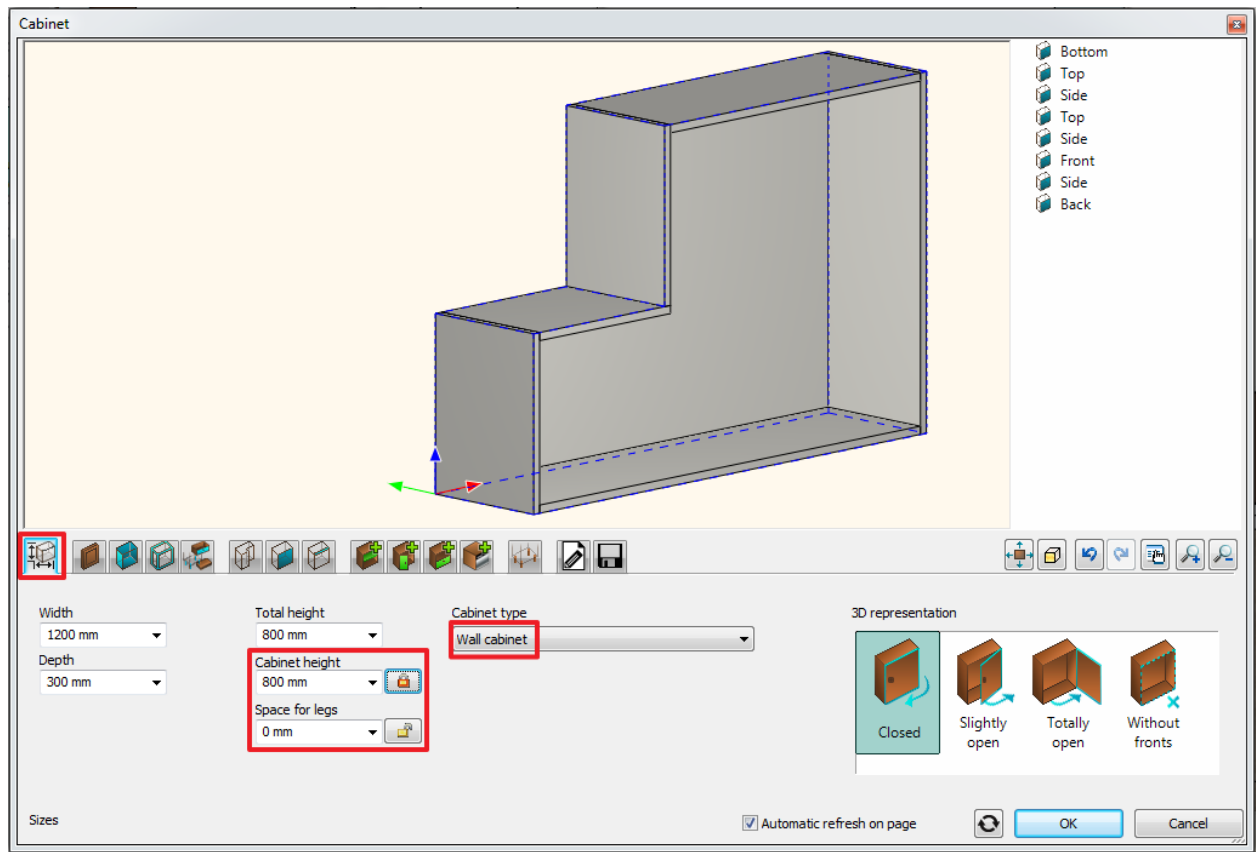 Cabinet
Bottom
Top
Side
Top
Side
Front
Side
Back
Width
1200 mm
Depth
300 mm
Total height
800 mm
Cabinet height
800 mm
Space for legs
0 mm
Cabinet type
Wall cabinet
3D representation
Closed
Slightly
open
Totally
open
Without
fronts
Sizes
Automatic refresh on page
OK
Cancel